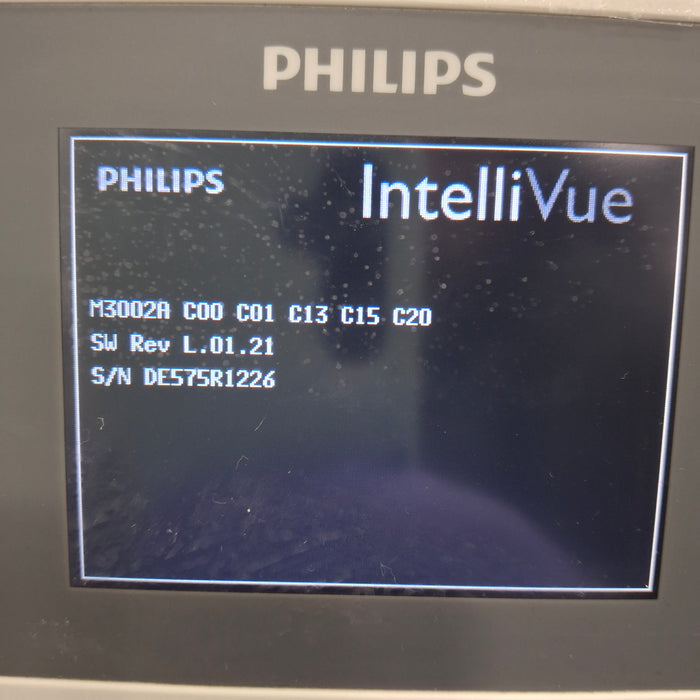 PHILIPS
PHILIPS
IntelliVue
M3002A C00 C01 C13 C15 C20
SW Rev L.01.21
S/N DE575R1226